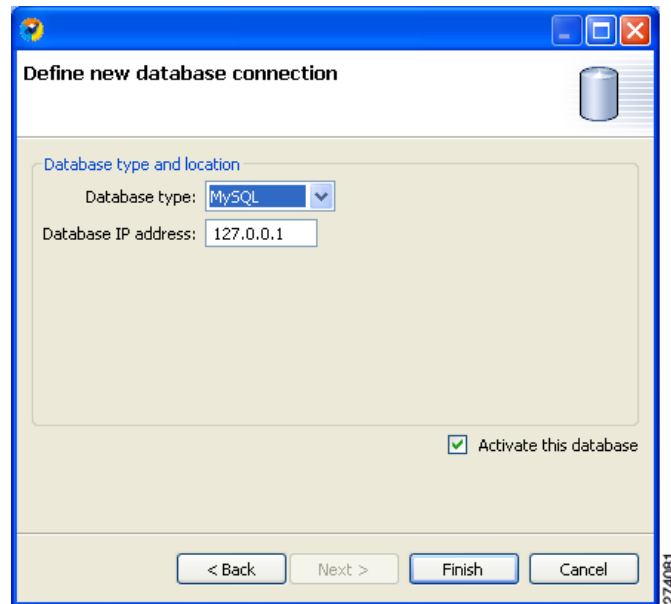 Define new database connection
Database type and location
Database type: MySQL
Database IP address: 127.0.0.1
Activate this database
< Back Next > Finish Cancel
274081